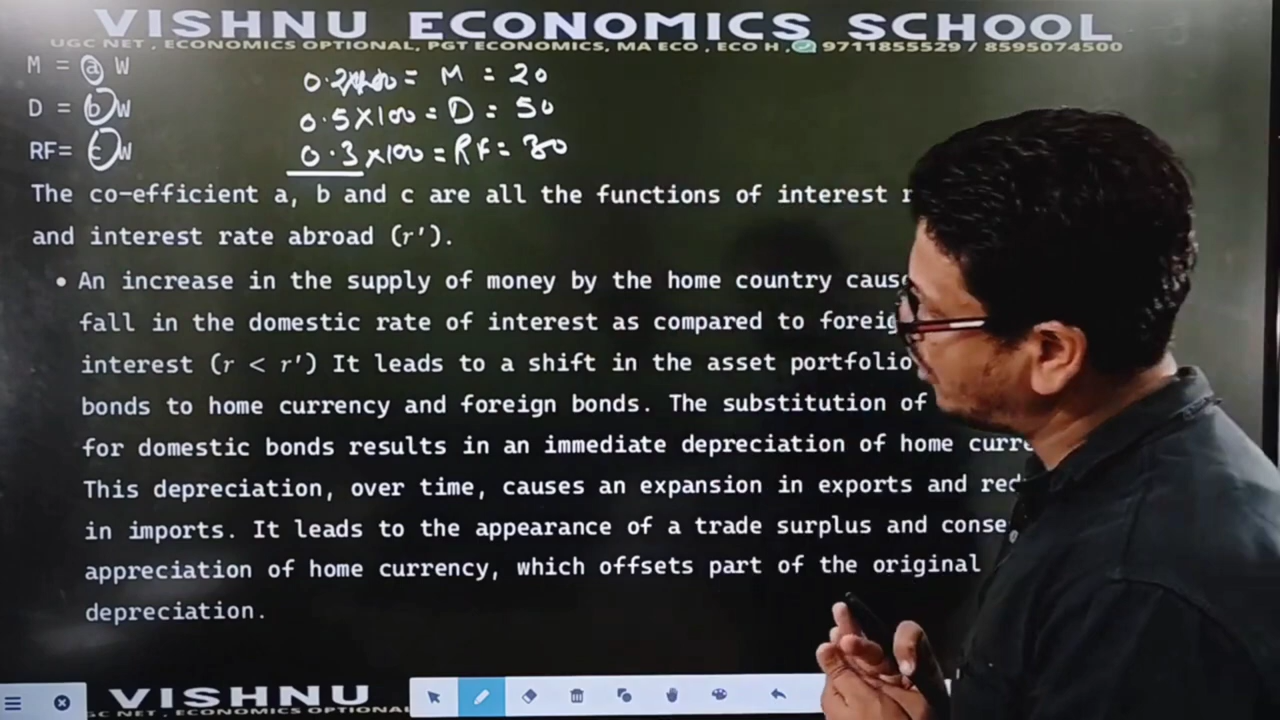 VISHNU ECONOMICS SCHOOL
UGC NET , ECONOMICS OPTIONAL, PGT ECONOMICS, MA ECO , ECO H , 9711855529 / 8595074500
M = a W
0.2 = M = 20
D = b W
0.5 × 100 = D = 50
RF= c W
0.3 × 100 = RF = 30
The co-efficient a, b and c are all the functions of interest
and interest rate abroad (r′).
• An increase in the supply of money by the home country
fall in the domestic rate of interest as compared to
interest (r < r′) It leads to a shift in the asset portfolio
bonds to home currency and foreign bonds. The substitution of
for domestic bonds results in an immediate depreciation of home
This depreciation, over time, causes an expansion in exports and
in imports. It leads to the appearance of a trade surplus and
appreciation of home currency, which offsets part of the original
depreciation.
VISHNU
GC NET , ECONOMICS OPTIONAL